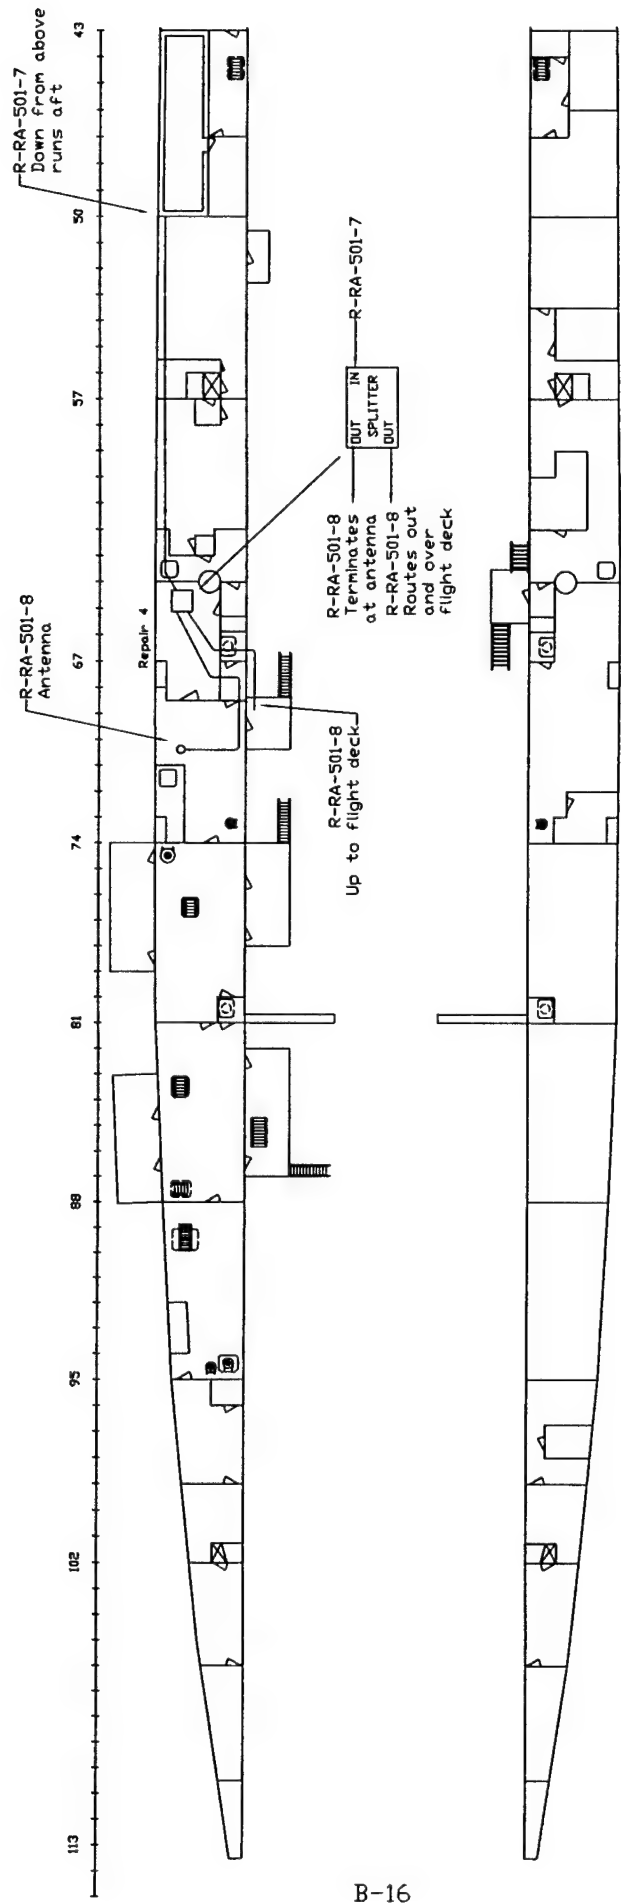 43
50
57
67
74
81
88
95
102
113
R-RA-501-7
Down from above
runs aft
R-RA-501-8
Antenna
Repair 4
R-RA-501-7
IN
OUT
SPLITTER
OUT
R-RA-501-8
Terminates
at antenna
R-RA-501-8
Routes out
and over
flight deck
R-RA-501-8
Up to flight deck
B-16